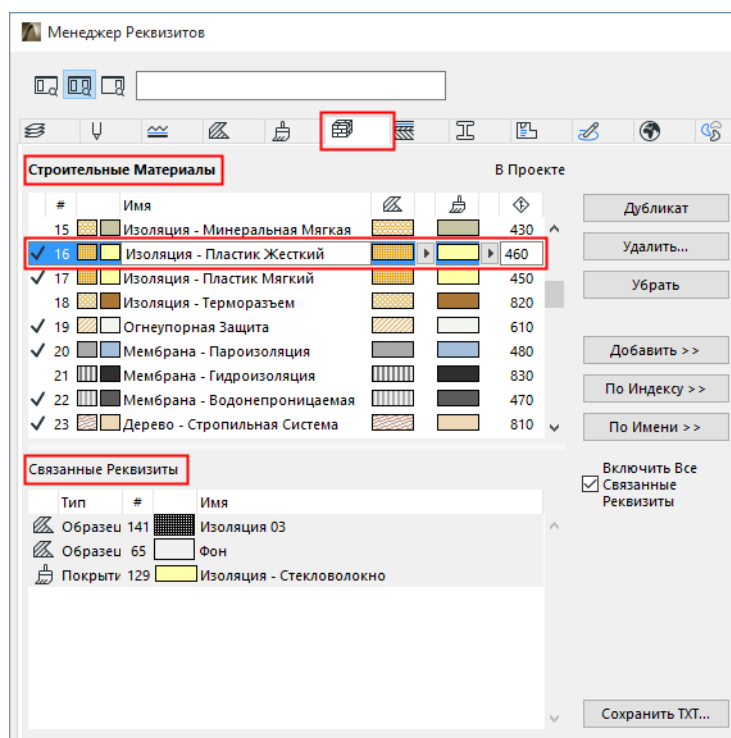 Менеджер Реквизитов
Строительные Материалы В Проекте
# Имя
15 Изоляция - Минеральная Мягкая 430
16 Изоляция - Пластик Жесткий 460
17 Изоляция - Пластик Мягкий 450
18 Изоляция - Терморазъем 820
19 Огнеупорная Защита 610
20 Мембрана - Пароизоляция 480
21 Мембрана - Гидроизоляция 830
22 Мембрана - Водонепроницаемая 470
23 Дерево - Стропильная Система 810
Дубликат
Удалить...
Убрать
Добавить >>
По Индексу >>
По Имени >>
Включить Все
Связанные
Реквизиты
Связанные Реквизиты
Тип # Имя
Образец 141 Изоляция 03
Образец 65 Фон
Покрыти 129 Изоляция - Стекловолокно
Сохранить TXT...